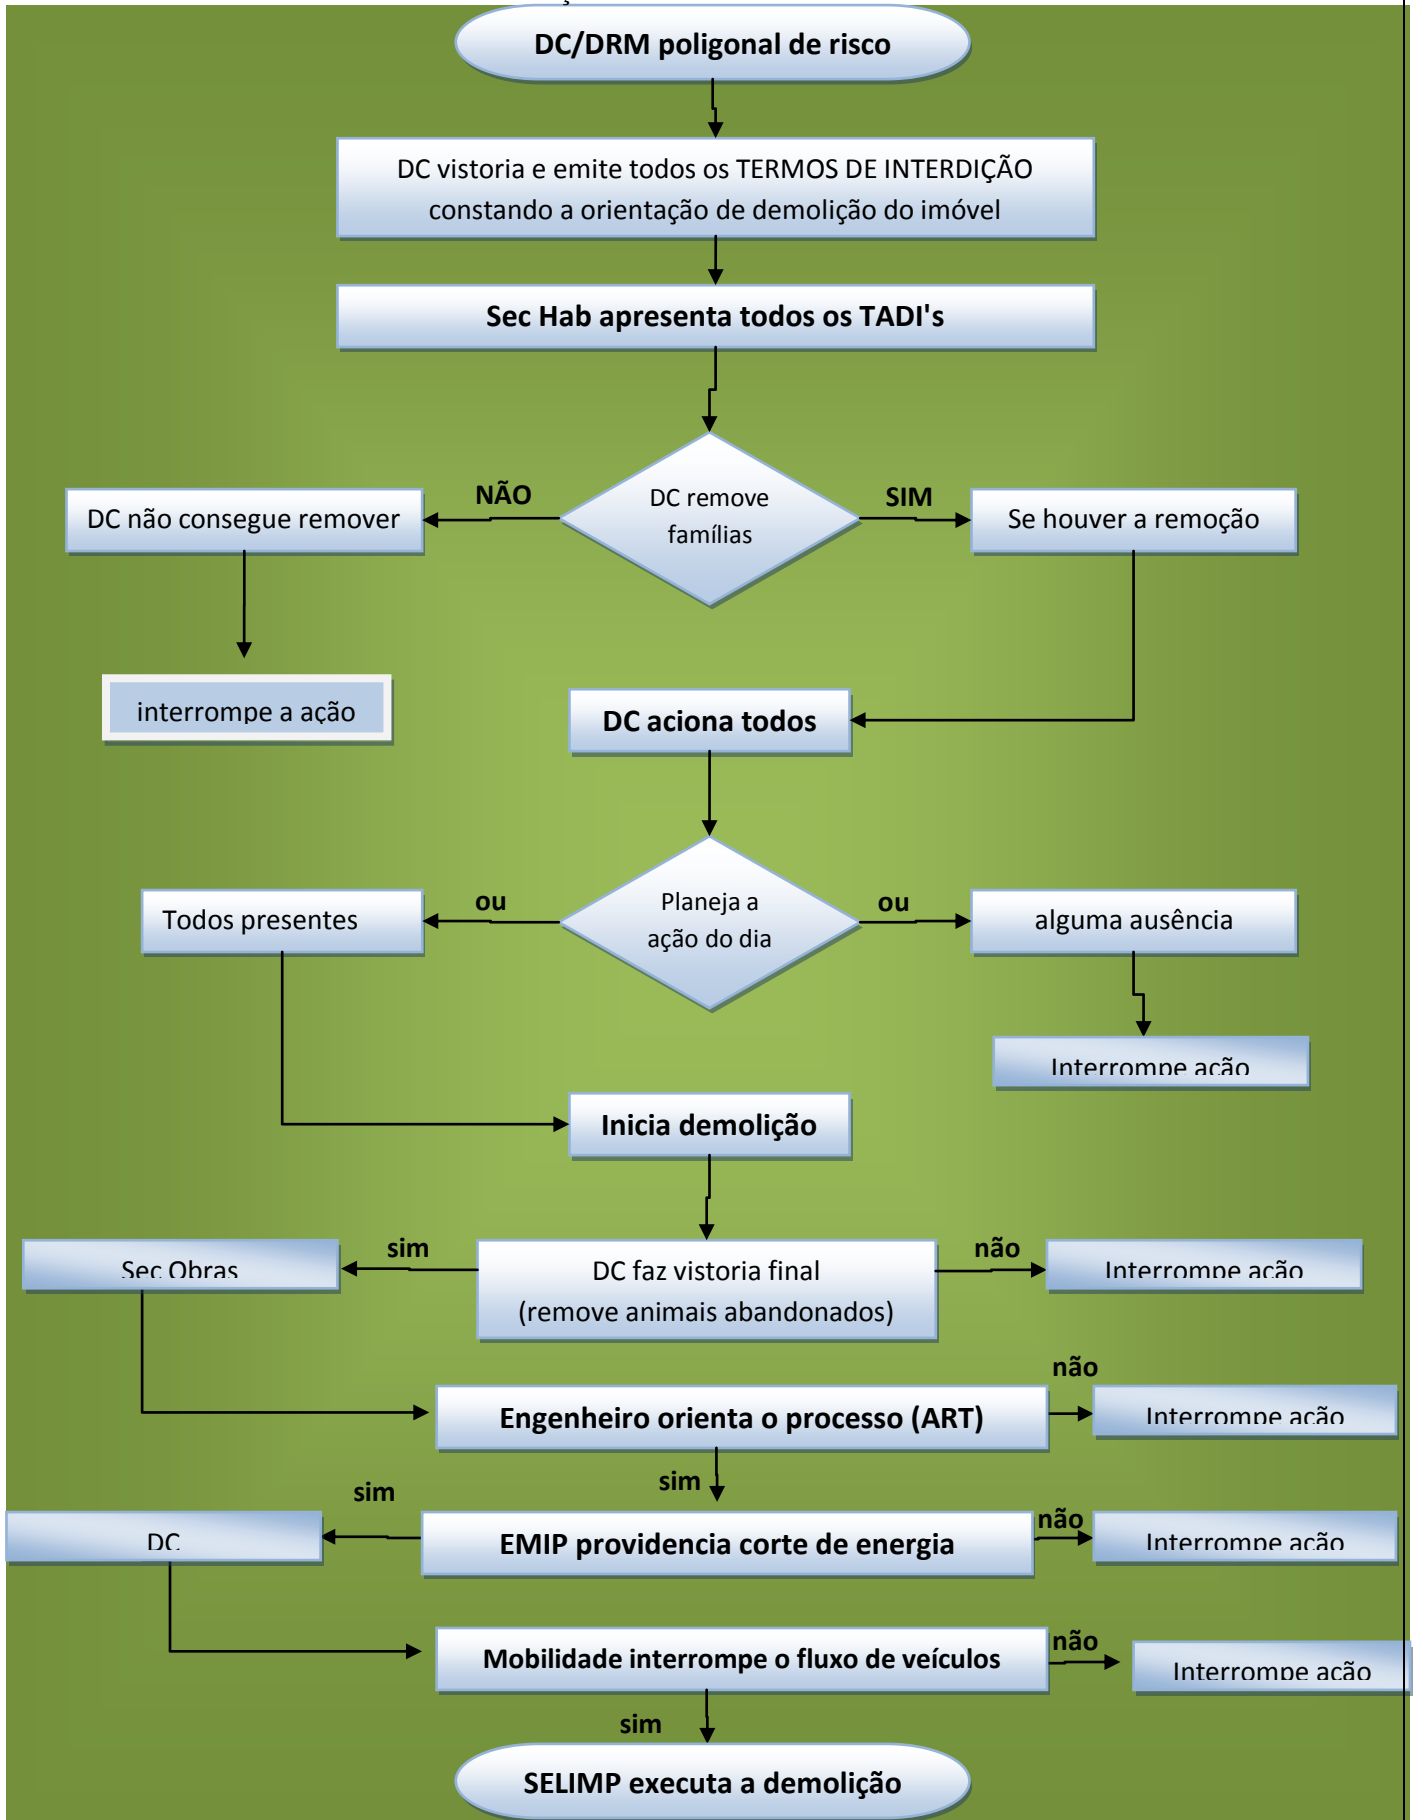 DC/DRM poligonal de risco
DC vistoria e emite todos os TERMOS DE INTERDIÇÃO
constando a orientação de demolição do imóvel
Sec Hab apresenta todos os TADI's
NÃO
DC remove
famílias
SIM
DC não consegue remover
Se houver a remoção
interrompe a ação
DC aciona todos
ou
Planeja a
ação do dia
ou
Todos presentes
alguma ausência
Interrompe ação
Inicia demolição
sim
não
Sec Obras
DC faz vistoria final
(remove animais abandonados)
Interrompe ação
não
Engenheiro orienta o processo (ART)
Interrompe ação
sim
sim
não
DC
EMIP providencia corte de energia
Interrompe ação
não
Mobilidade interrompe o fluxo de veículos
Interrompe ação
sim
SELIMP executa a demolição